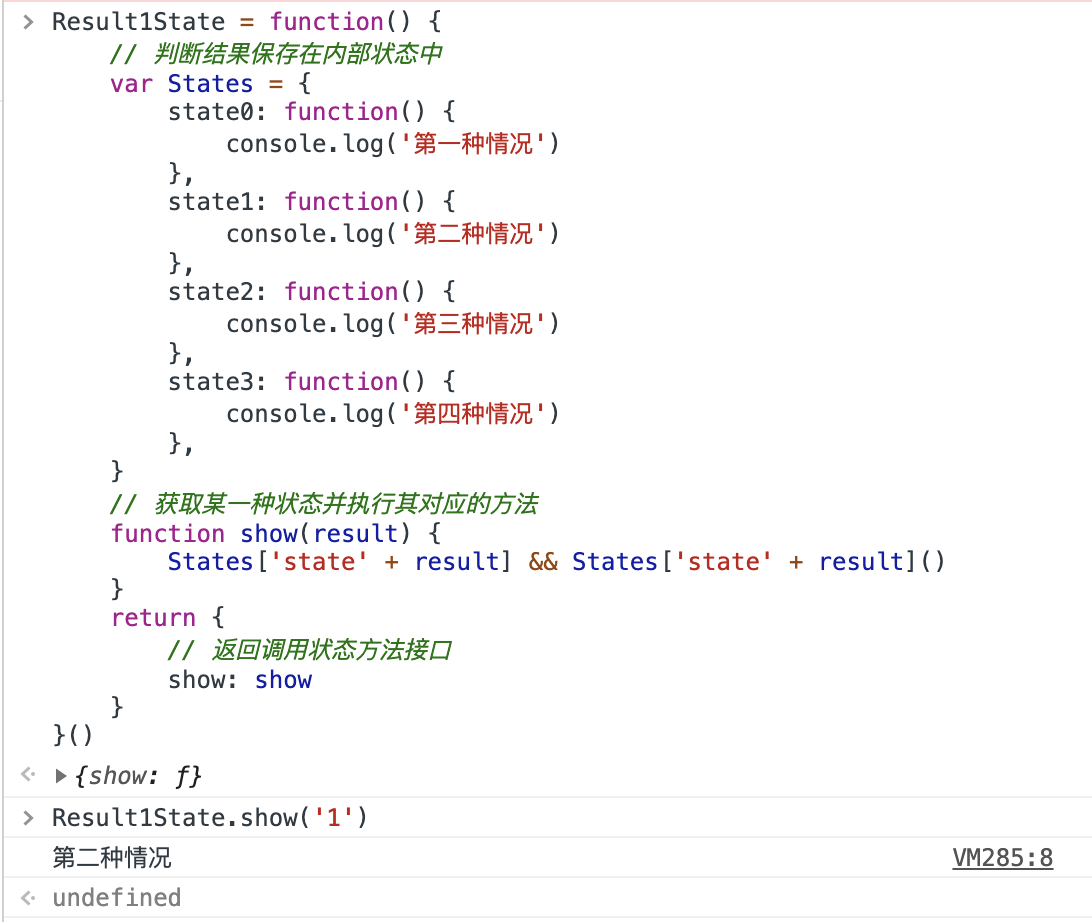 Result1State = function() {
    // 判断结果保存在内部状态中
    var States = {
        state0: function() {
            console.log('第一种情况')
        },
        state1: function() {
            console.log('第二种情况')
        },
        state2: function() {
            console.log('第三种情况')
        },
        state3: function() {
            console.log('第四种情况')
        },
    }
    // 获取某一种状态并执行其对应的方法
    function show(result) {
        States['state' + result] && States['state' + result]()
    }
    return {
        // 返回调用状态方法接口
        show: show
    }
}()
{show: ƒ}
Result1State.show('1')
第二种情况 VM285:8
undefined